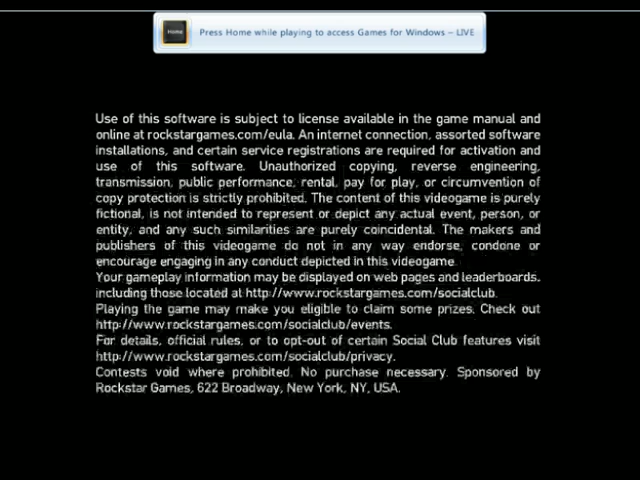 Home
Press Home while playing to access Games for Windows – LIVE
Use of this software is subject to license available in the game manual and
online at rockstargames.com/eula. An internet connection, assorted software
installations, and certain service registrations are required for activation and
use of this software. Unauthorized copying, reverse engineering,
transmission, public performance, rental, pay for play, or circumvention of
copy protection is strictly prohibited. The content of this videogame is purely
fictional, is not intended to represent or depict any actual event, person, or
entity, and any such similarities are purely coincidental. The makers and
publishers of this videogame do not in any way endorse, condone or
encourage engaging in any conduct depicted in this videogame.
Your gameplay information may be displayed on web pages and leaderboards,
including those located at http://www.rockstargames.com/socialclub.
Playing the game may make you eligible to claim some prizes. Check out
http://www.rockstargames.com/socialclub/events.
For details, official rules, or to opt-out of certain Social Club features visit
http://www.rockstargames.com/socialclub/privacy.
Contests void where prohibited. No purchase necessary. Sponsored by
Rockstar Games, 622 Broadway, New York, NY, USA.